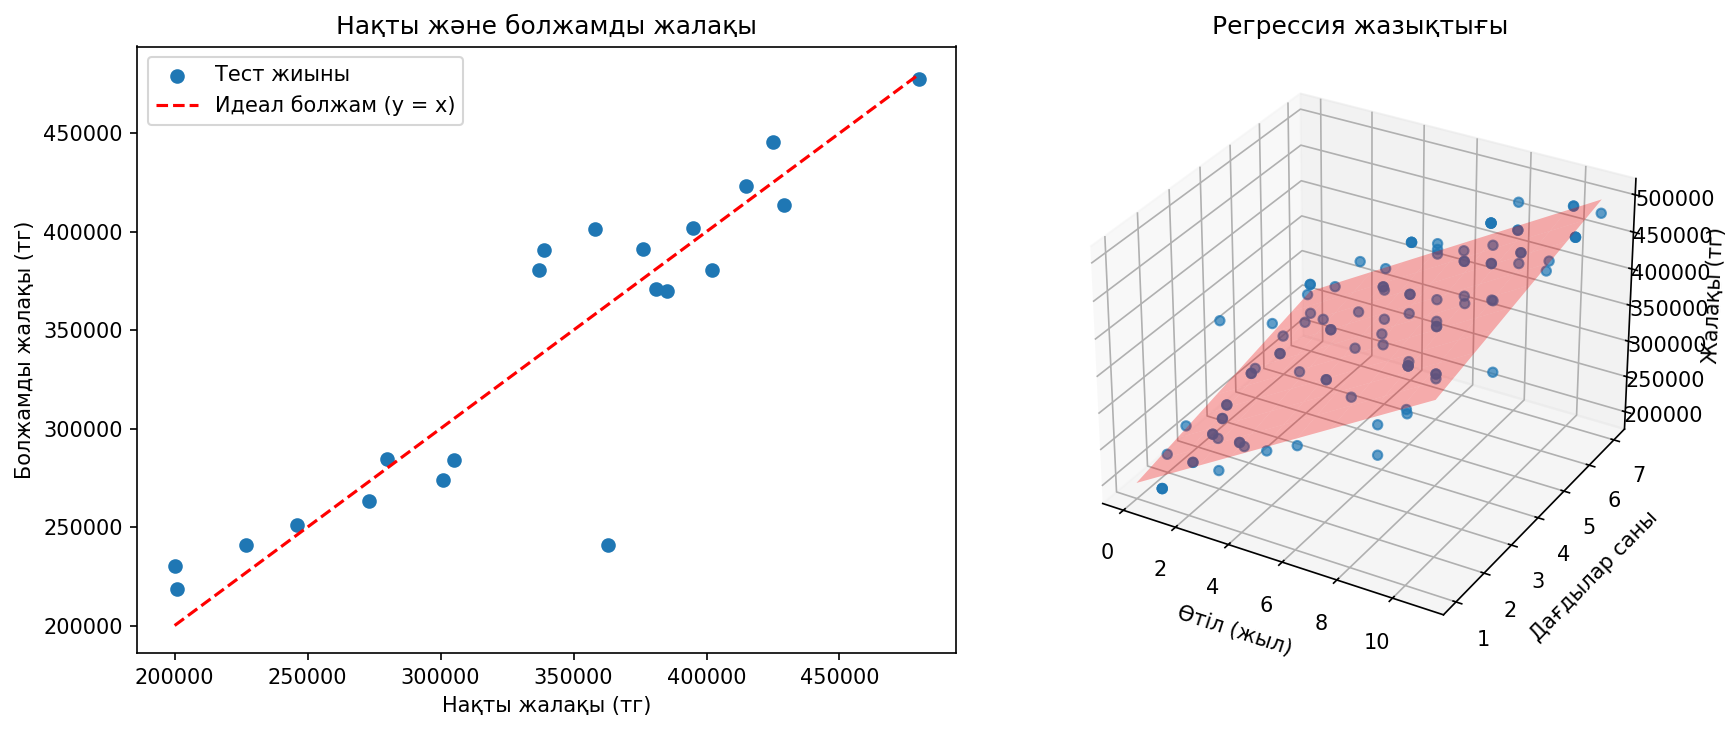 Нақты және болжамды жалақы
Тест жиыны
Идеал болжам (y = x)
450000
400000
350000
300000
250000
200000
Болжамды жалақы (тг)
200000 250000 300000 350000 400000 450000
Нақты жалақы (тг)
Регрессия жазықтығы
500000
450000
400000
350000
300000
250000
200000
Жалақы (тг)
0 2 4 6 8 10
Өтіл (жыл)
1 2 3 4 5 6 7
Дағдылар саны